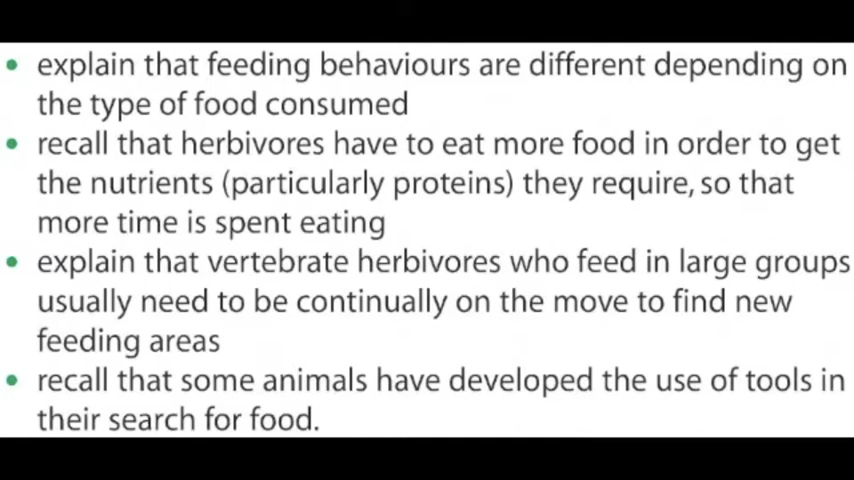 • explain that feeding behaviours are different depending on
the type of food consumed
• recall that herbivores have to eat more food in order to get
the nutrients (particularly proteins) they require, so that
more time is spent eating
• explain that vertebrate herbivores who feed in large groups
usually need to be continually on the move to find new
feeding areas
• recall that some animals have developed the use of tools in
their search for food.